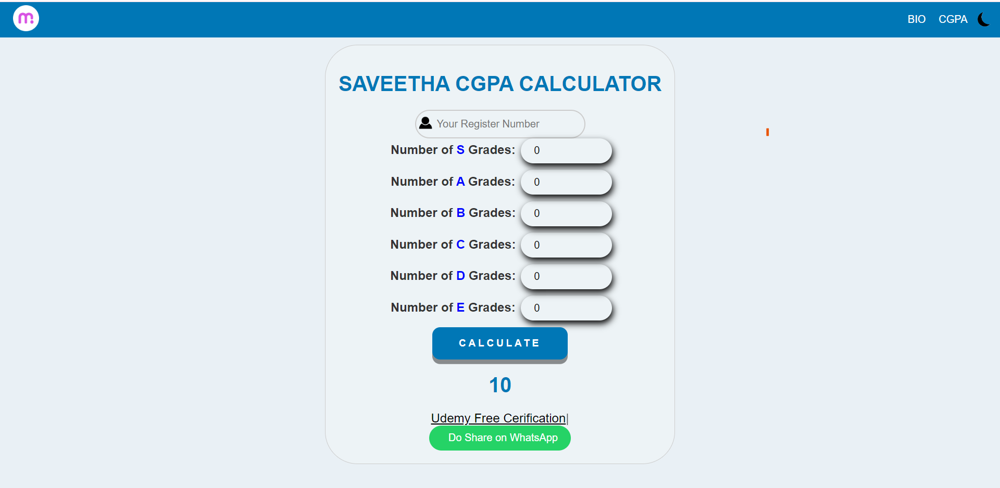 m.
BIO CGPA
SAVEETHA CGPA CALCULATOR
Your Register Number
Number of S Grades: 0
Number of A Grades: 0
Number of B Grades: 0
Number of C Grades: 0
Number of D Grades: 0
Number of E Grades: 0
CALCULATE
10
Udemy Free Cerification|
Do Share on WhatsApp